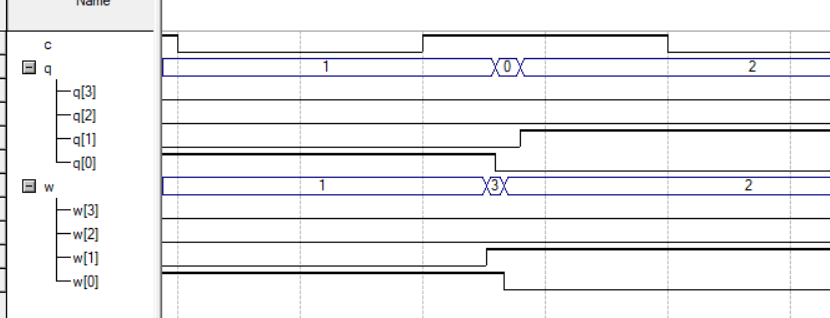 Name
c
q 1 0 2
q[3]
q[2]
q[1]
q[0]
w 1 3 2
w[3]
w[2]
w[1]
w[0]